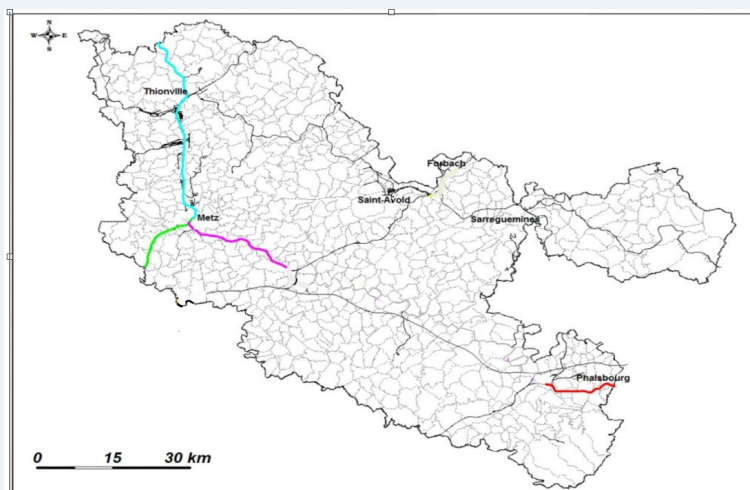 N
W E
S
Thionville
Forbach
Saint-Avold
Metz
Sarreguemines
Phalsbourg
0 15 30 km